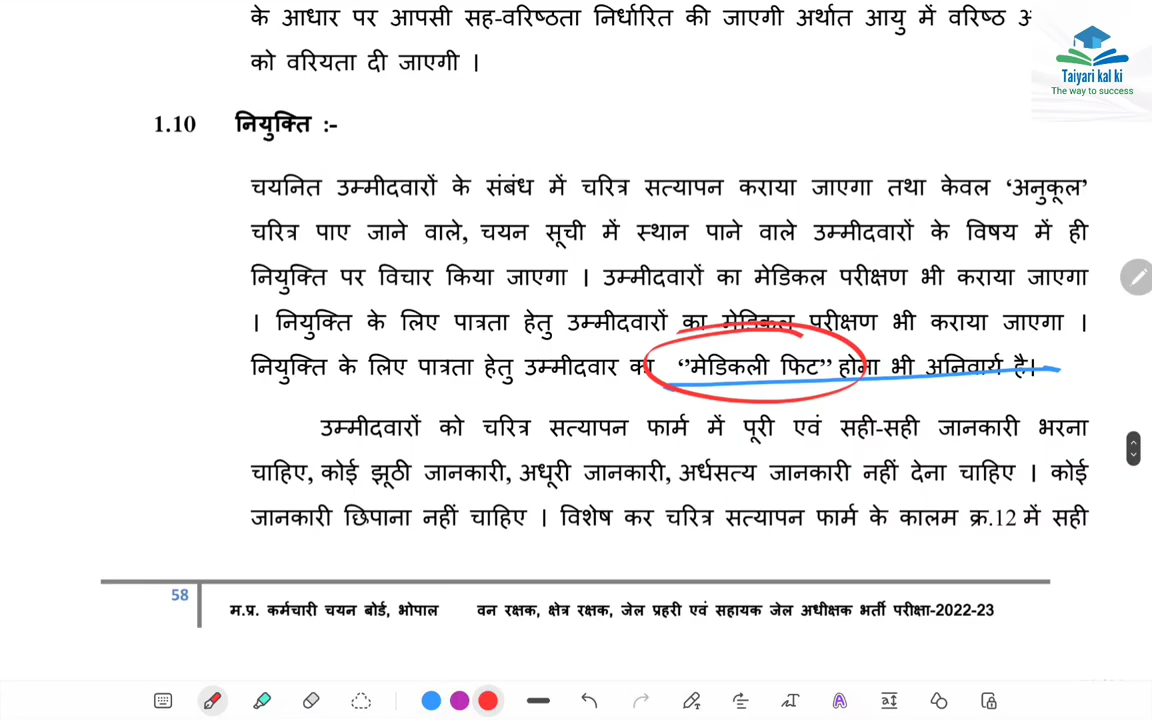 के आधार पर आपसी सह-वरिष्ठता निर्धारित की जाएगी अर्थात आयु में वरिष्ठ
को वरियता दी जाएगी ।
Taiyari kal ki
The way to success
1.10 नियुक्ति :-
चयनित उम्मीदवारों के संबंध में चरित्र सत्यापन कराया जाएगा तथा केवल ‘अनुकूल’
चरित्र पाए जाने वाले, चयन सूची में स्थान पाने वाले उम्मीदवारों के विषय में ही
नियुक्ति पर विचार किया जाएगा । उम्मीदवारों का मेडिकल परीक्षण भी कराया जाएगा
। नियुक्ति के लिए पात्रता हेतु उम्मीदवारों का मेडिकल परीक्षण भी कराया जाएगा ।
नियुक्ति के लिए पात्रता हेतु उम्मीदवार का ‘’मेडिकली फिट’’ होना भी अनिवार्य है।
उम्मीदवारों को चरित्र सत्यापन फार्म में पूरी एवं सही-सही जानकारी भरना
चाहिए, कोई झूठी जानकारी, अधूरी जानकारी, अर्धसत्य जानकारी नहीं देना चाहिए । कोई
जानकारी छिपाना नहीं चाहिए । विशेष कर चरित्र सत्यापन फार्म के कालम क्र.12 में सही
58 म.प्र. कर्मचारी चयन बोर्ड, भोपाल वन रक्षक, क्षेत्र रक्षक, जेल प्रहरी एवं सहायक जेल अधीक्षक भर्ती परीक्षा-2022-23